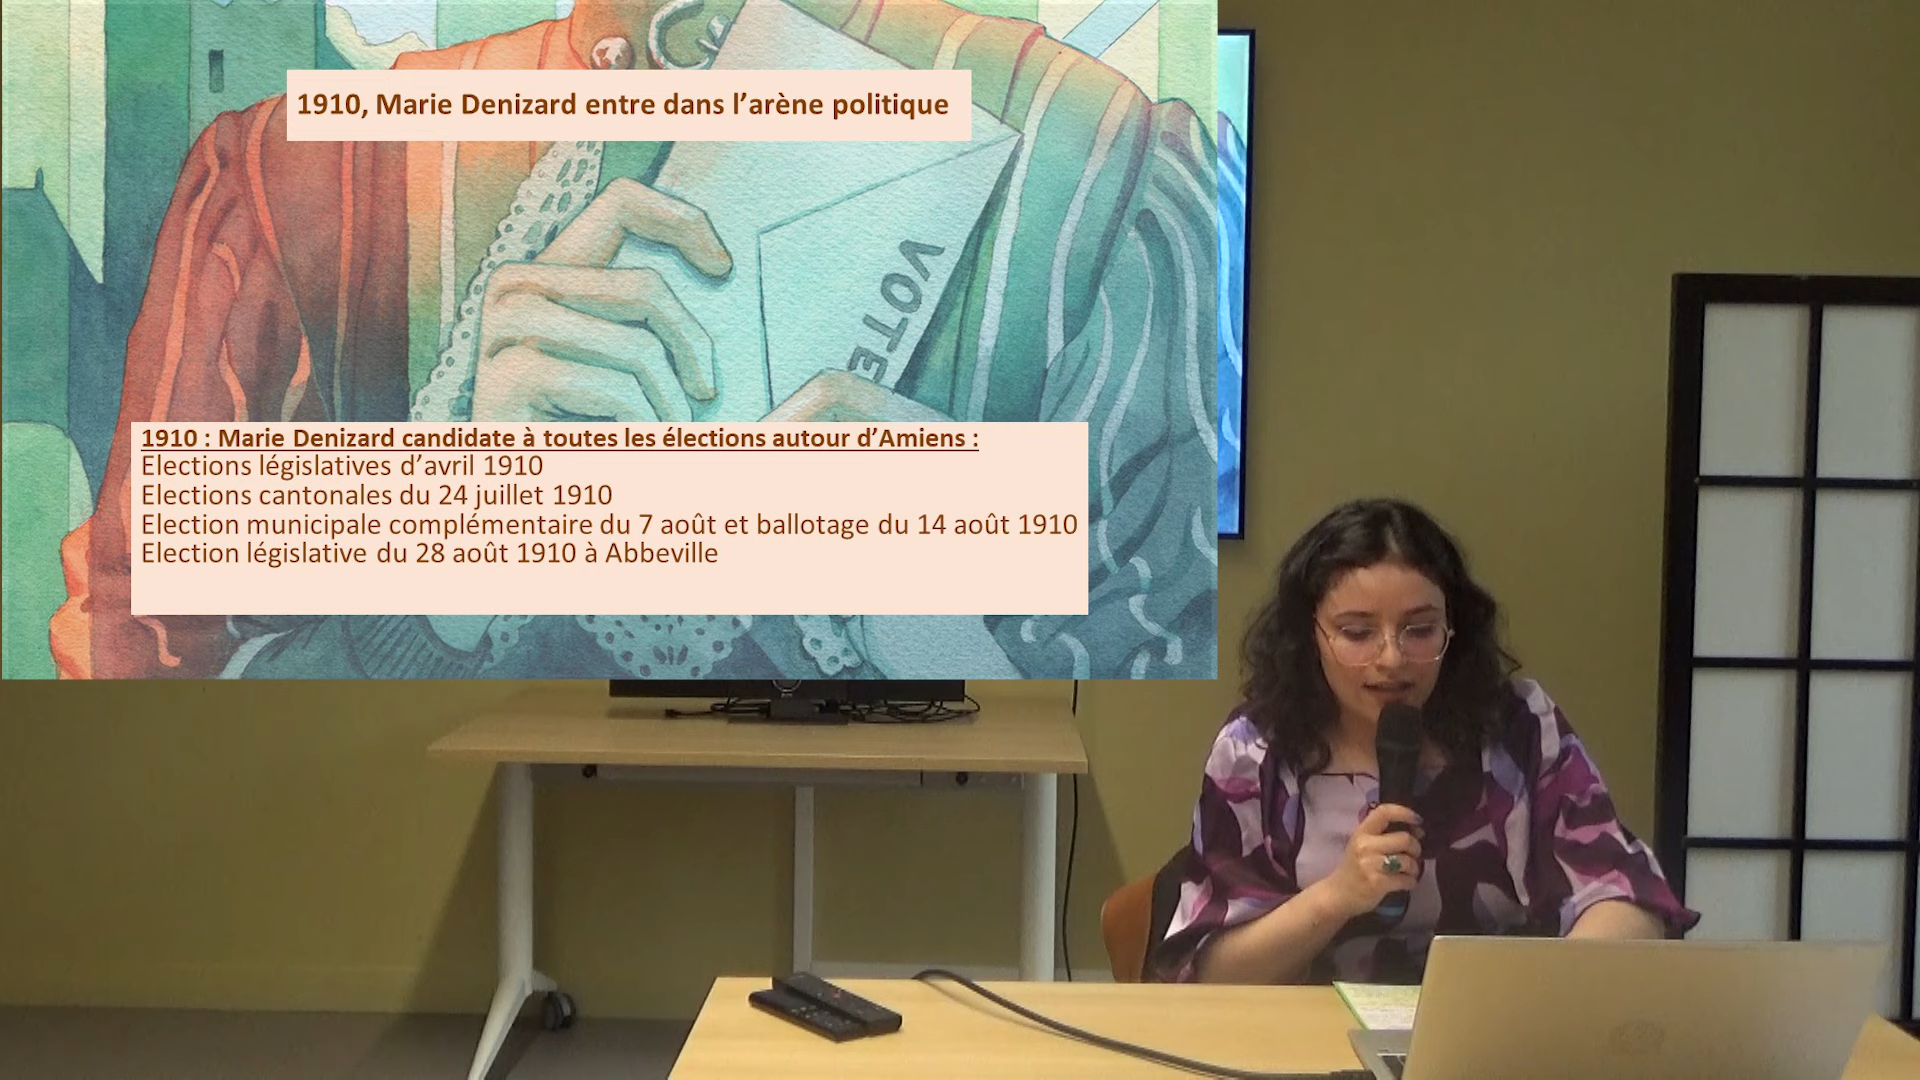 1910, Marie Denizard entre dans l’arène politique
VOTE
1910 : Marie Denizard candidate à toutes les élections autour d’Amiens :
Elections législatives d’avril 1910
Elections cantonales du 24 juillet 1910
Election municipale complémentaire du 7 août et ballotage du 14 août 1910
Election législative du 28 août 1910 à Abbeville